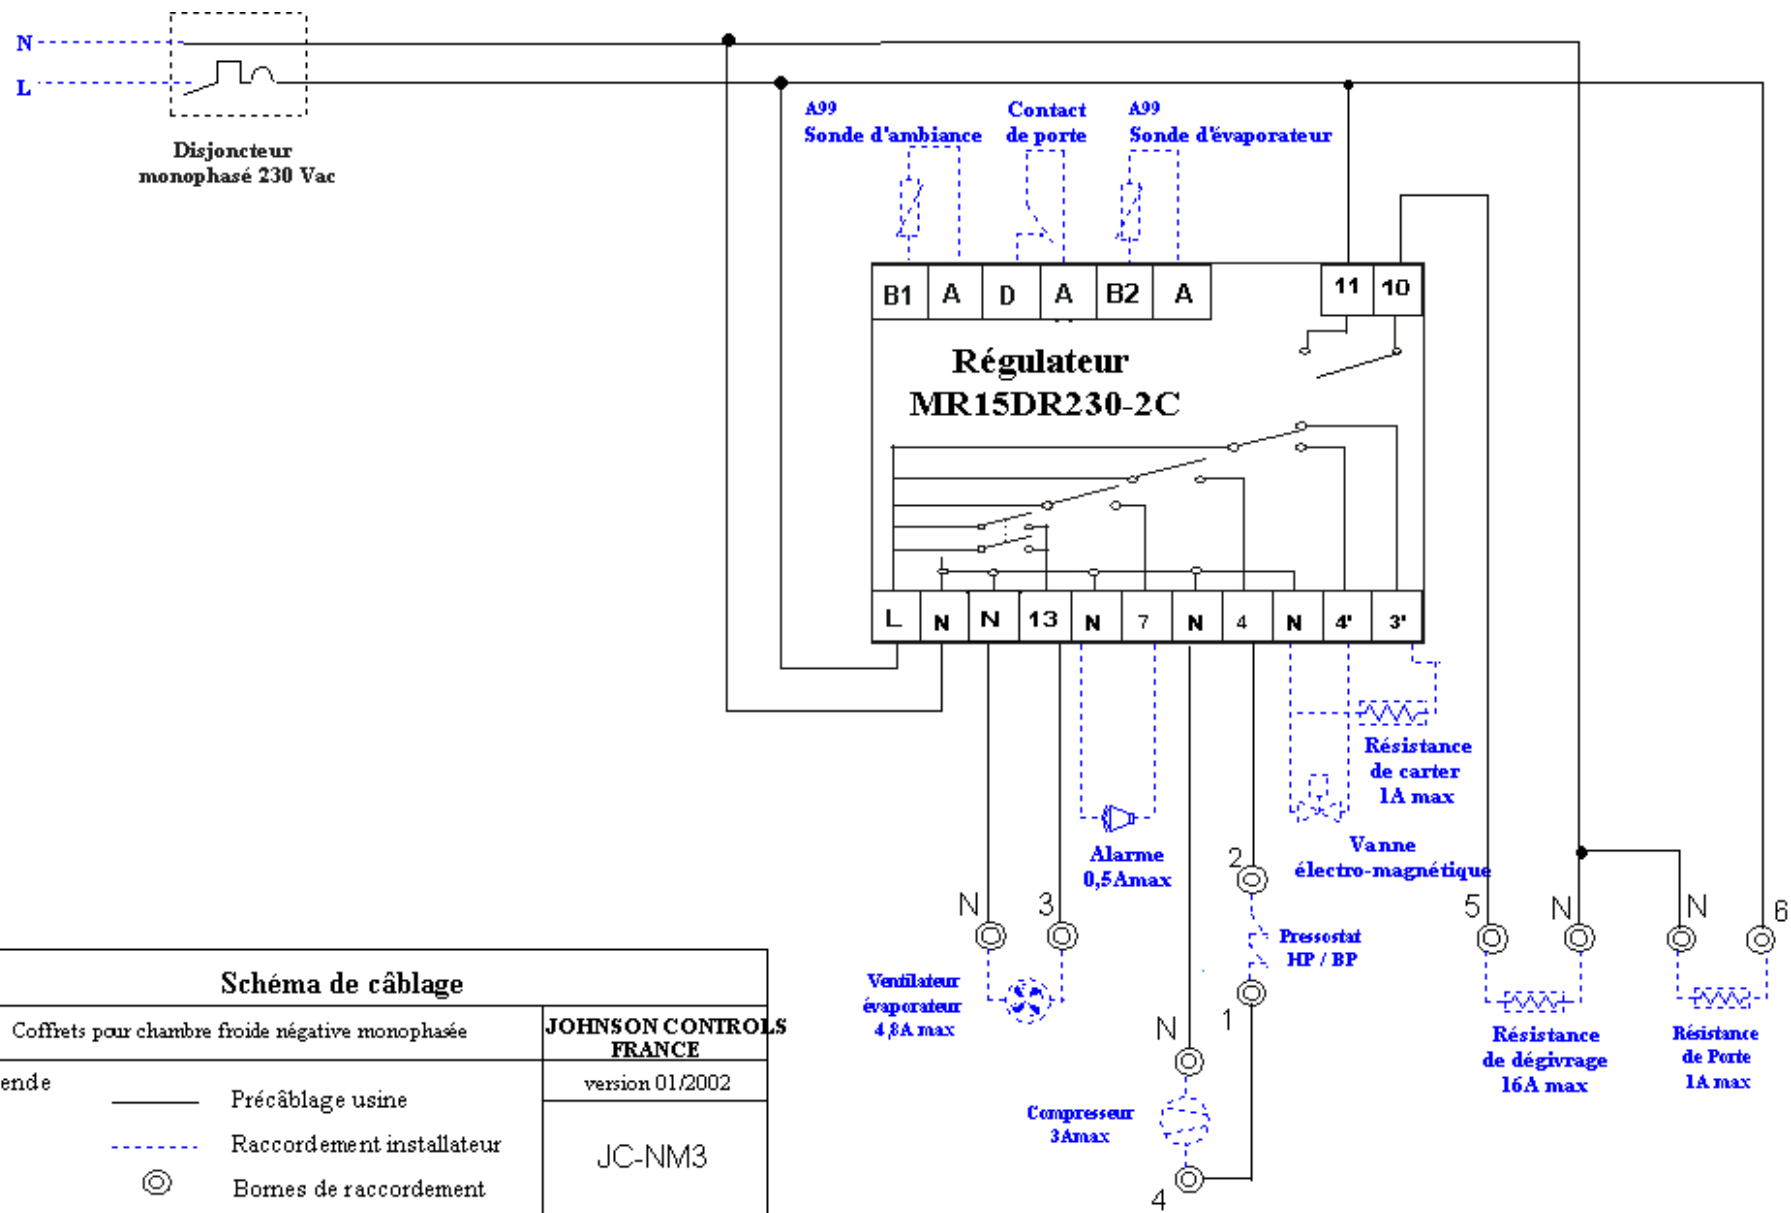 N
L
Disjoncteur
monophasé 230 Vac
A99
Sonde d'ambiance
Contact
de porte
A99
Sonde d'évaporateur
B1 A D A B2 A 11 10
Régulateur
MR15DR230-2C
L N N 13 N 7 N 4 N 4' 3'
Résistance
de carter
1A max
Vanne
électro-magnétique
Alarme
0,5Amax
2
N 3
5 N N 6
Pressostat
HP / BP
Ventilateur
évaporateur
4,8A max
1
N
Résistance
de dégivrage
16A max
Résistance
de Porte
1A max
Compresseur
3Amax
4
Schéma de câblage
Coffrets pour chambre froide négative monophasée
JOHNSON CONTROLS
FRANCE
ende
version 01/2002
Précâblage usine
Raccordement installateur
JC-NM3
Bornes de raccordement